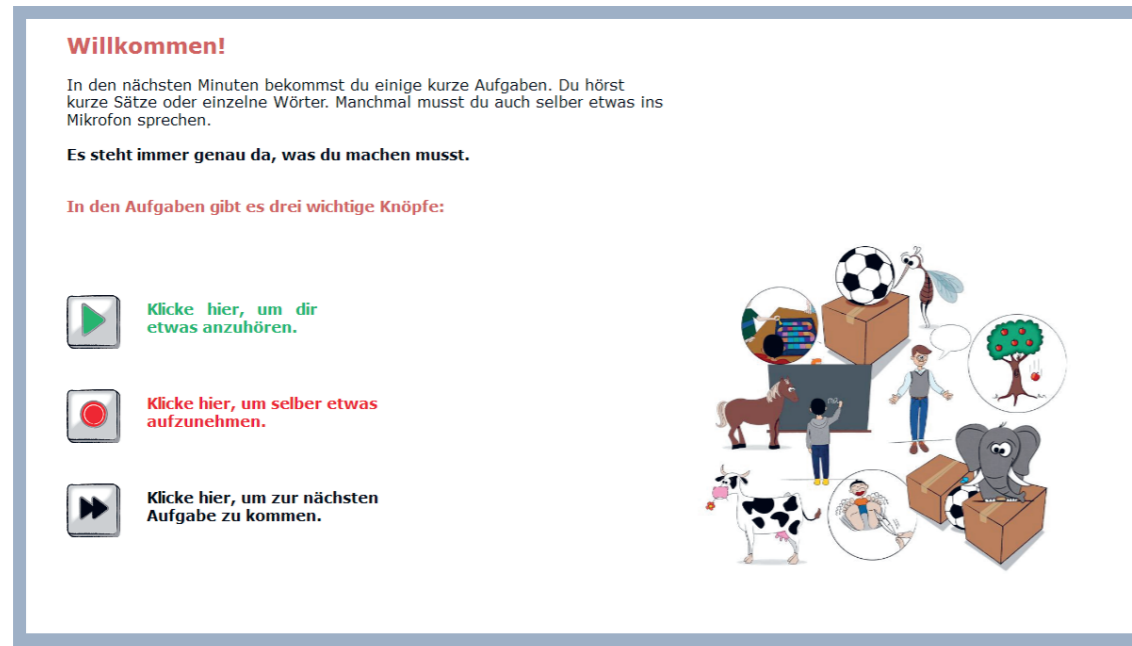 Willkommen!
In den nächsten Minuten bekommst du einige kurze Aufgaben. Du hörst
kurze Sätze oder einzelne Wörter. Manchmal musst du auch selber etwas ins
Mikrofon sprechen.
Es steht immer genau da, was du machen musst.
In den Aufgaben gibt es drei wichtige Knöpfe:
Klicke hier, um dir
etwas anzuhören.
Klicke hier, um selber etwas
aufzunehmen.
Klicke hier, um zur nächsten
Aufgabe zu kommen.